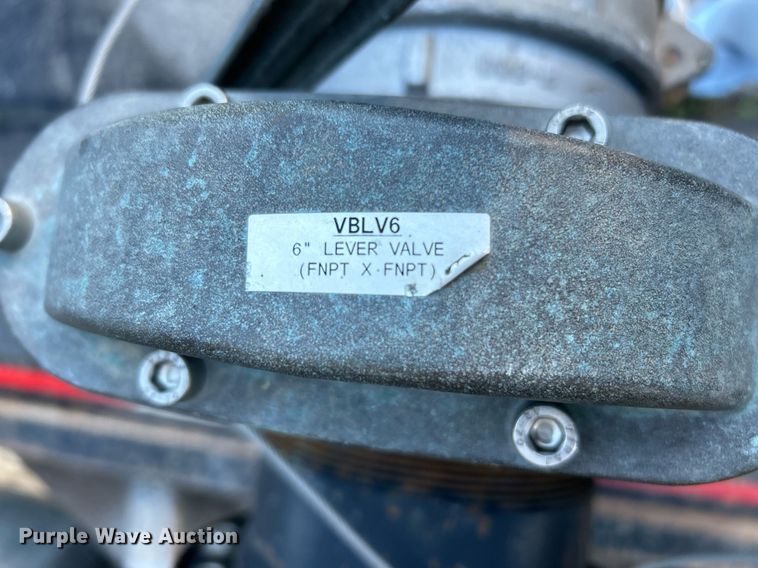 VBLV6
6" LEVER VALVE
(FNPT X FNPT)
Purple Wave Auction